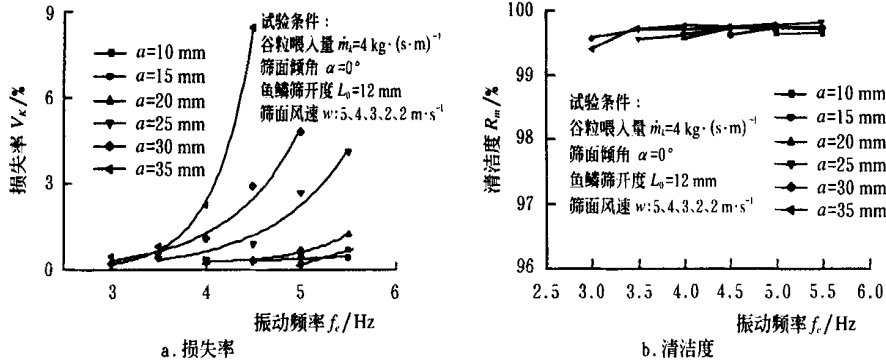 9
6
3
0
3
4
5
6
损失率 V_K/%
振动频率 f_c/Hz
a=10 mm
a=15 mm
a=20 mm
a=25 mm
a=30 mm
a=35 mm
试验条件:
谷粒喂入量 ṁ_k=4 kg·(s·m)⁻¹
筛面倾角 α=0°
鱼鳞筛开度 L₀=12 mm
筛面风速 w:5、4、3、2、2 m·s⁻¹
a.损失率
100
99
98
97
96
2.5
3.0
3.5
4.0
4.5
5.0
5.5
6.0
清洁度 R_m/%
振动频率 f_c/Hz
试验条件:
谷粒喂入量 ṁ_k=4 kg·(s·m)⁻¹
筛面倾角 α=0°
鱼鳞筛开度 L₀=12 mm
筛面风速 w:5、4、3、2、2 m·s⁻¹
a=10 mm
a=15 mm
a=20 mm
a=25 mm
a=30 mm
a=35 mm
b.清洁度